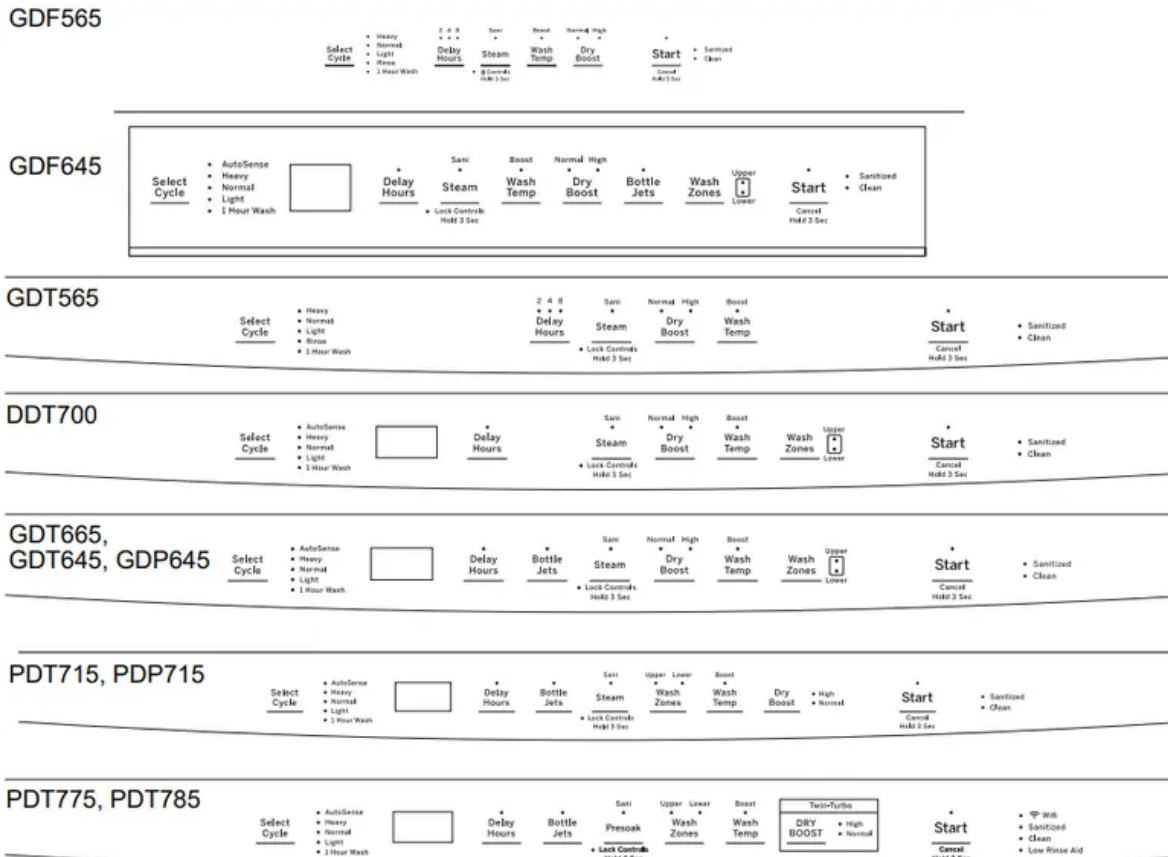 GDF565
Select Cycle
Heavy
Normal
Light
Rinse
1 Hour Wash
2 4 8
Delay Hours
Sani
Steam
Controls
Hold 3 Sec
Boost
Wash Temp
Normal High
Dry Boost
Start
Cancel
Hold 3 Sec
Sanitized
Clean
GDF645
Select Cycle
AutoSense
Heavy
Normal
Light
1 Hour Wash
Delay Hours
Sani
Steam
Lock Controls
Hold 3 Sec
Boost
Wash Temp
Normal High
Dry Boost
Bottle Jets
Wash Zones
Upper
Lower
Start
Cancel
Hold 3 Sec
Sanitized
Clean
GDT565
Select Cycle
Heavy
Normal
Light
Rinse
1 Hour Wash
2 4 8
Delay Hours
Sani
Steam
Lock Controls
Hold 3 Sec
Normal High
Dry Boost
Boost
Wash Temp
Start
Cancel
Hold 3 Sec
Sanitized
Clean
DDT700
Select Cycle
AutoSense
Heavy
Normal
Light
1 Hour Wash
Delay Hours
Sani
Steam
Lock Controls
Hold 3 Sec
Normal High
Dry Boost
Boost
Wash Temp
Wash Zones
Upper
Lower
Start
Cancel
Hold 3 Sec
Sanitized
Clean
GDT665,
GDT645, GDP645
Select Cycle
AutoSense
Heavy
Normal
Light
1 Hour Wash
Delay Hours
Bottle Jets
Sani
Steam
Lock Controls
Hold 3 Sec
Normal High
Dry Boost
Boost
Wash Temp
Wash Zones
Upper
Lower
Start
Cancel
Hold 3 Sec
Sanitized
Clean
PDT715, PDP715
Select Cycle
AutoSense
Heavy
Normal
Light
1 Hour Wash
Delay Hours
Bottle Jets
Sani
Steam
Lock Controls
Hold 3 Sec
Upper Lower
Wash Zones
Boost
Wash Temp
Dry Boost
High
Normal
Start
Cancel
Hold 3 Sec
Sanitized
Clean
PDT775, PDT785
Select Cycle
AutoSense
Heavy
Normal
Light
1 Hour Wash
Delay Hours
Bottle Jets
Sani
Presoak
Lock Controls
Upper Lower
Wash Zones
Boost
Wash Temp
Twin-Turbo
DRY BOOST
High
Normal
Start
Cancel
Wifi
Sanitized
Clean
Low Rinse Aid